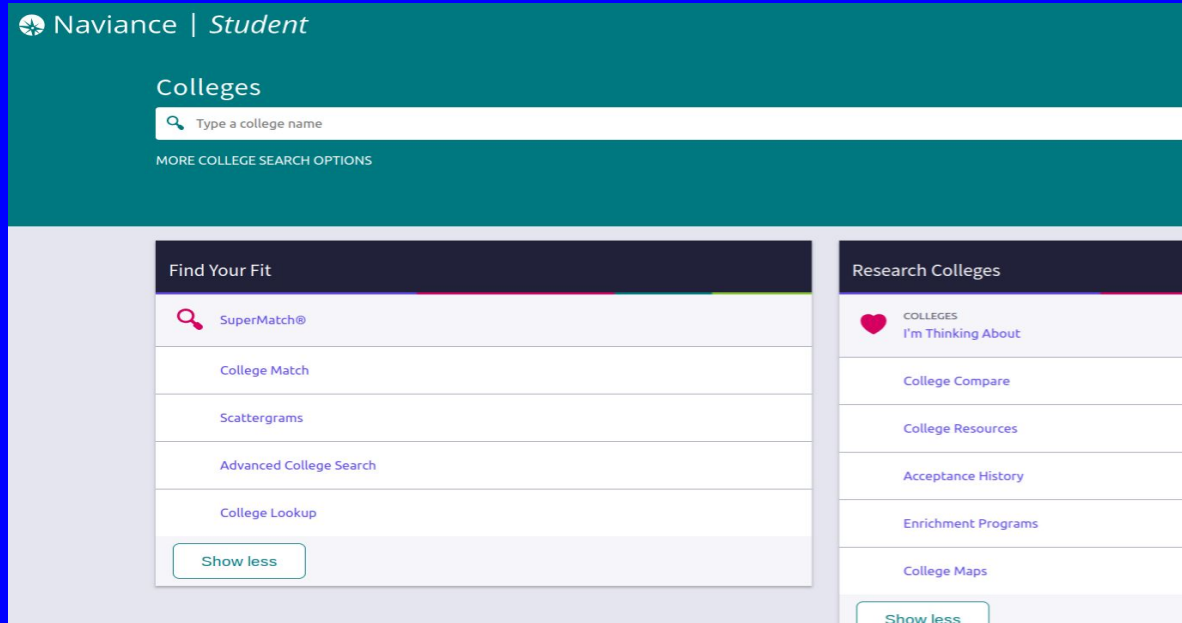 Naviance | Student
Colleges
Type a college name
MORE COLLEGE SEARCH OPTIONS
Find Your Fit
SuperMatch®
College Match
Scattergrams
Advanced College Search
College Lookup
Show less
Research Colleges
COLLEGES
I'm Thinking About
College Compare
College Resources
Acceptance History
Enrichment Programs
College Maps
Show less